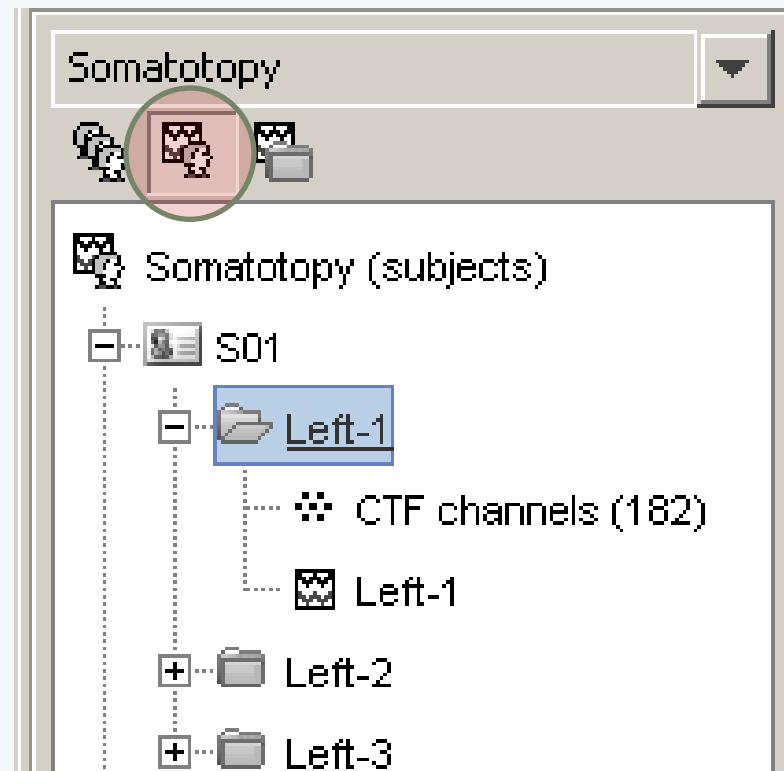 Somatotopy
Somatotopy (subjects)
S01
Left-1
CTF channels (182)
Left-1
Left-2
Left-3